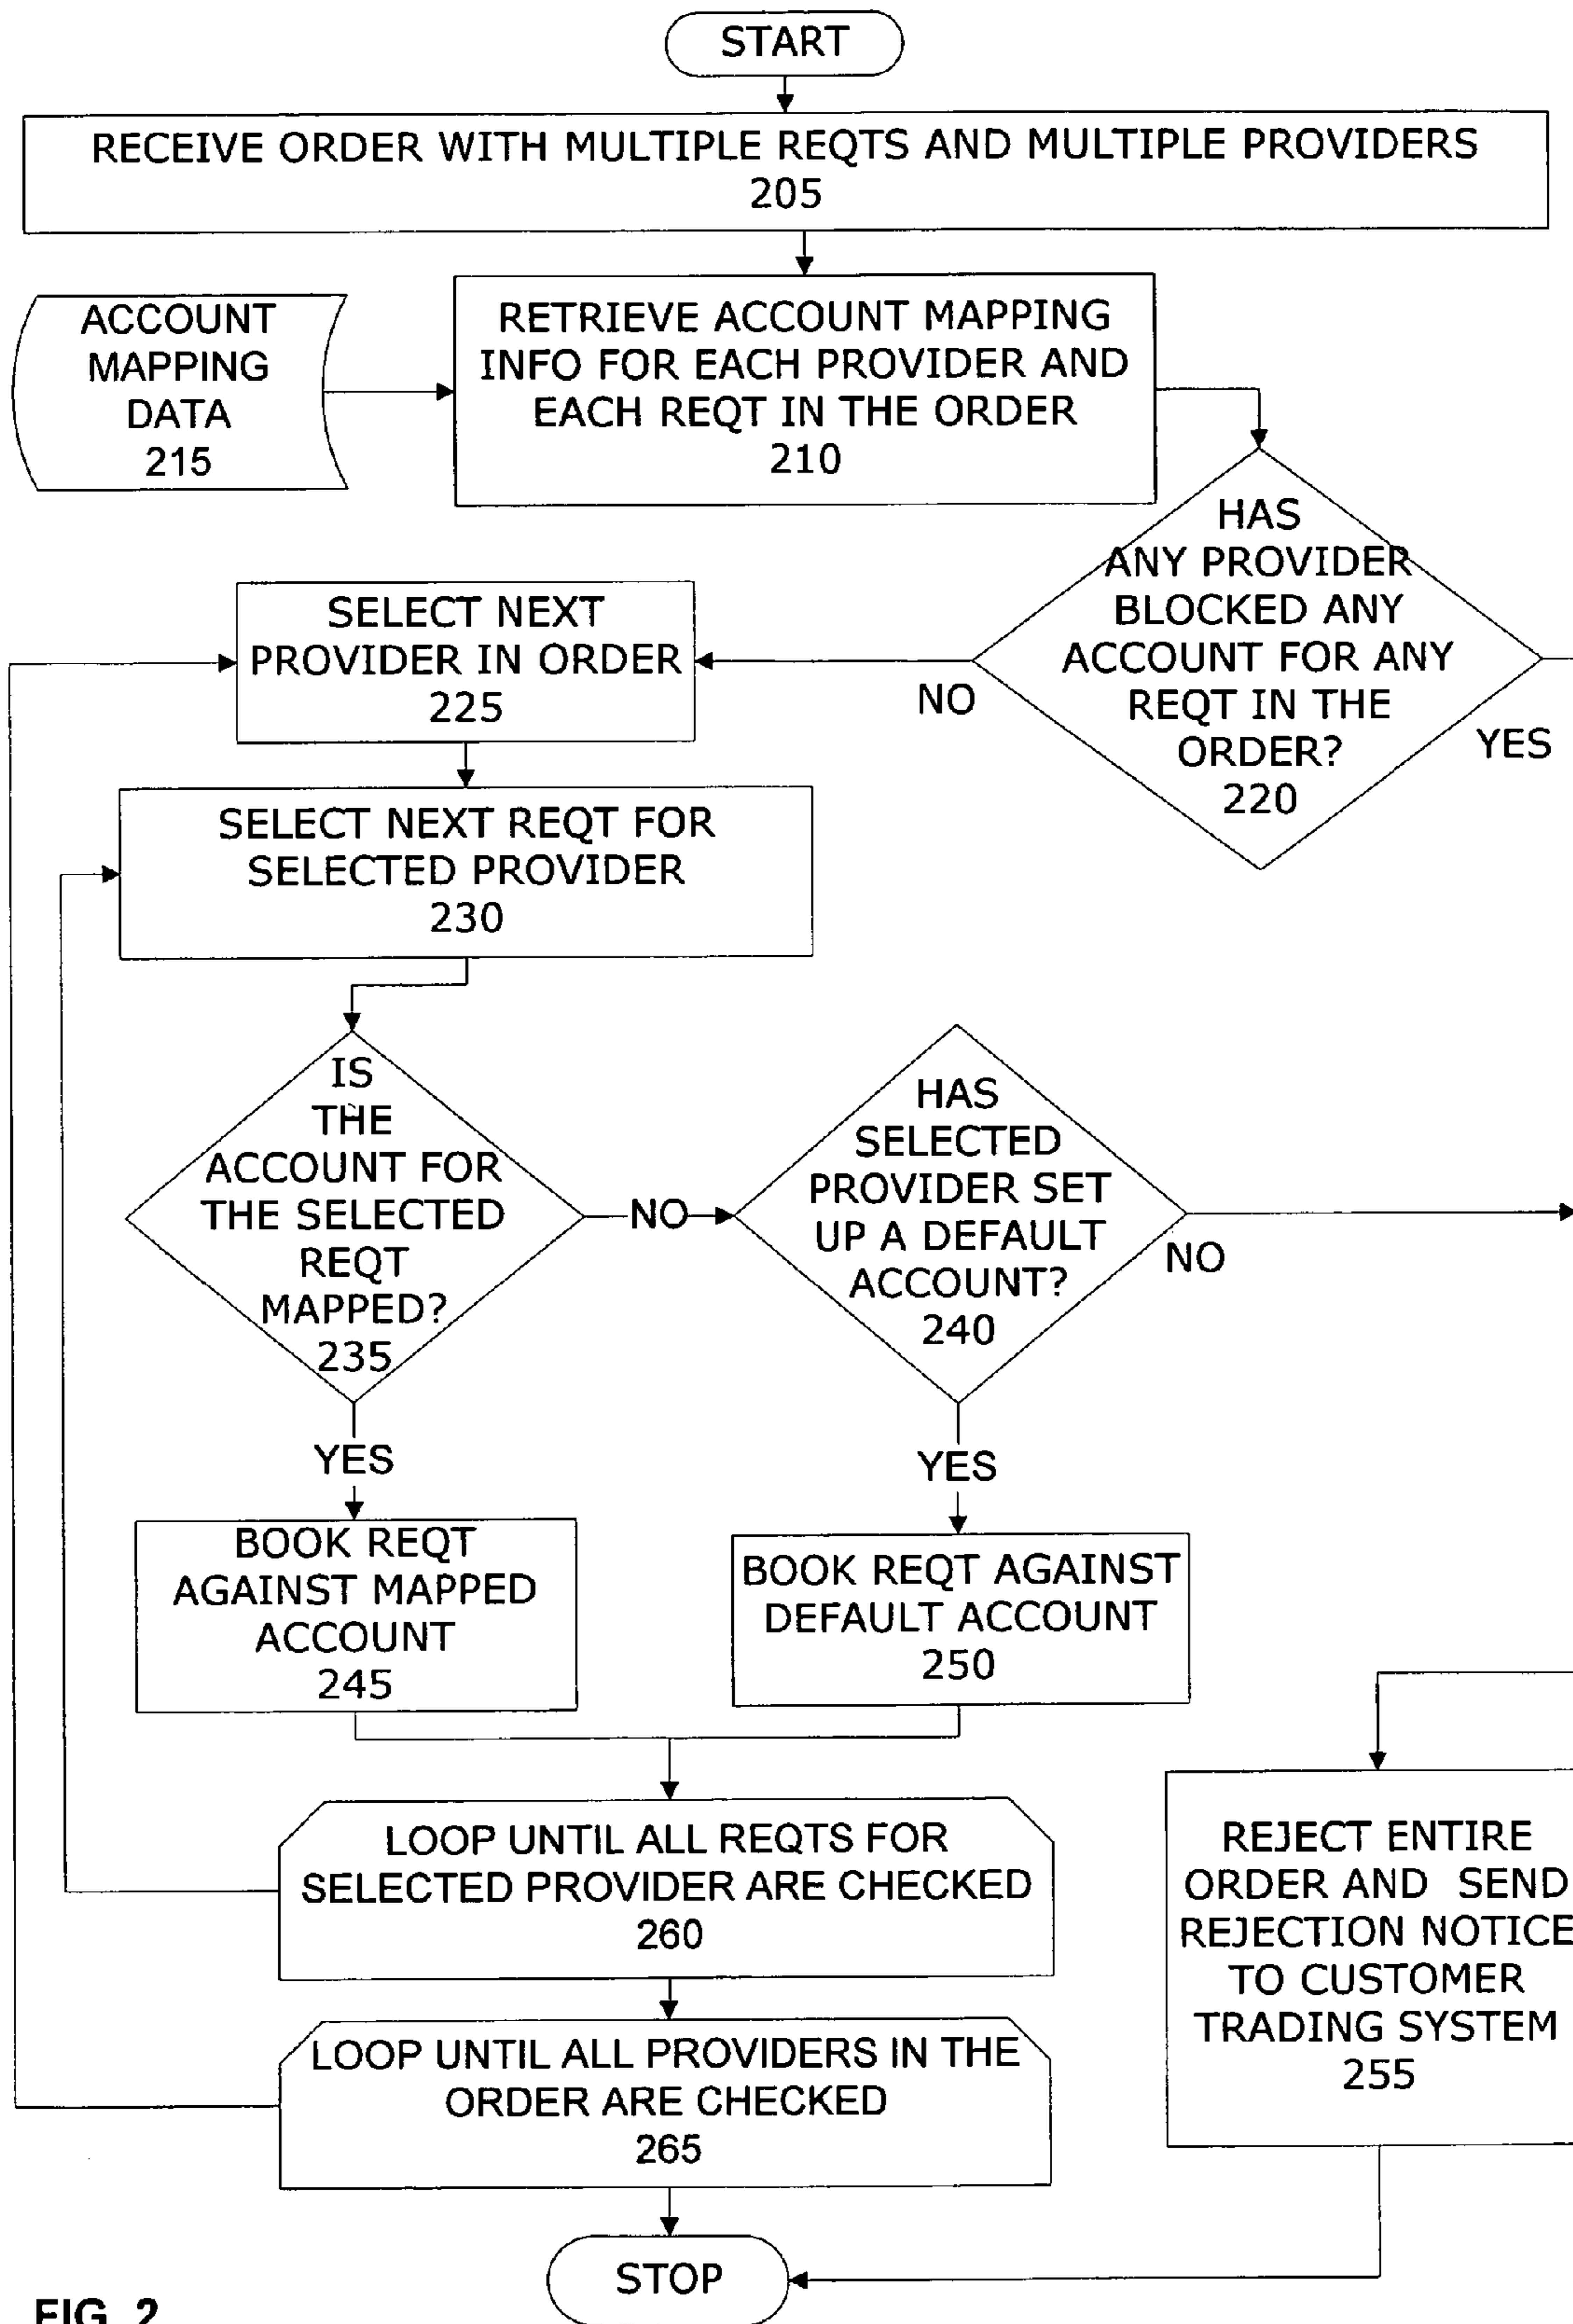 START
RECEIVE ORDER WITH MULTIPLE REQTS AND MULTIPLE PROVIDERS
205
ACCOUNT
MAPPING
DATA
215
RETRIEVE ACCOUNT MAPPING
INFO FOR EACH PROVIDER AND
EACH REQT IN THE ORDER
210
HAS
ANY PROVIDER
BLOCKED ANY
ACCOUNT FOR ANY
REQT IN THE
ORDER?
220
NO
YES
SELECT NEXT
PROVIDER IN ORDER
225
SELECT NEXT REQT FOR
SELECTED PROVIDER
230
IS
THE
ACCOUNT FOR
THE SELECTED
REQT
MAPPED?
235
NO
HAS
SELECTED
PROVIDER SET
UP A DEFAULT
ACCOUNT?
240
NO
YES
YES
BOOK REQT
AGAINST MAPPED
ACCOUNT
245
BOOK REQT AGAINST
DEFAULT ACCOUNT
250
LOOP UNTIL ALL REQTS FOR
SELECTED PROVIDER ARE CHECKED
260
REJECT ENTIRE
ORDER AND SEND
REJECTION NOTICE
TO CUSTOMER
TRADING SYSTEM
255
LOOP UNTIL ALL PROVIDERS IN THE
ORDER ARE CHECKED
265
STOP
FIG. 2